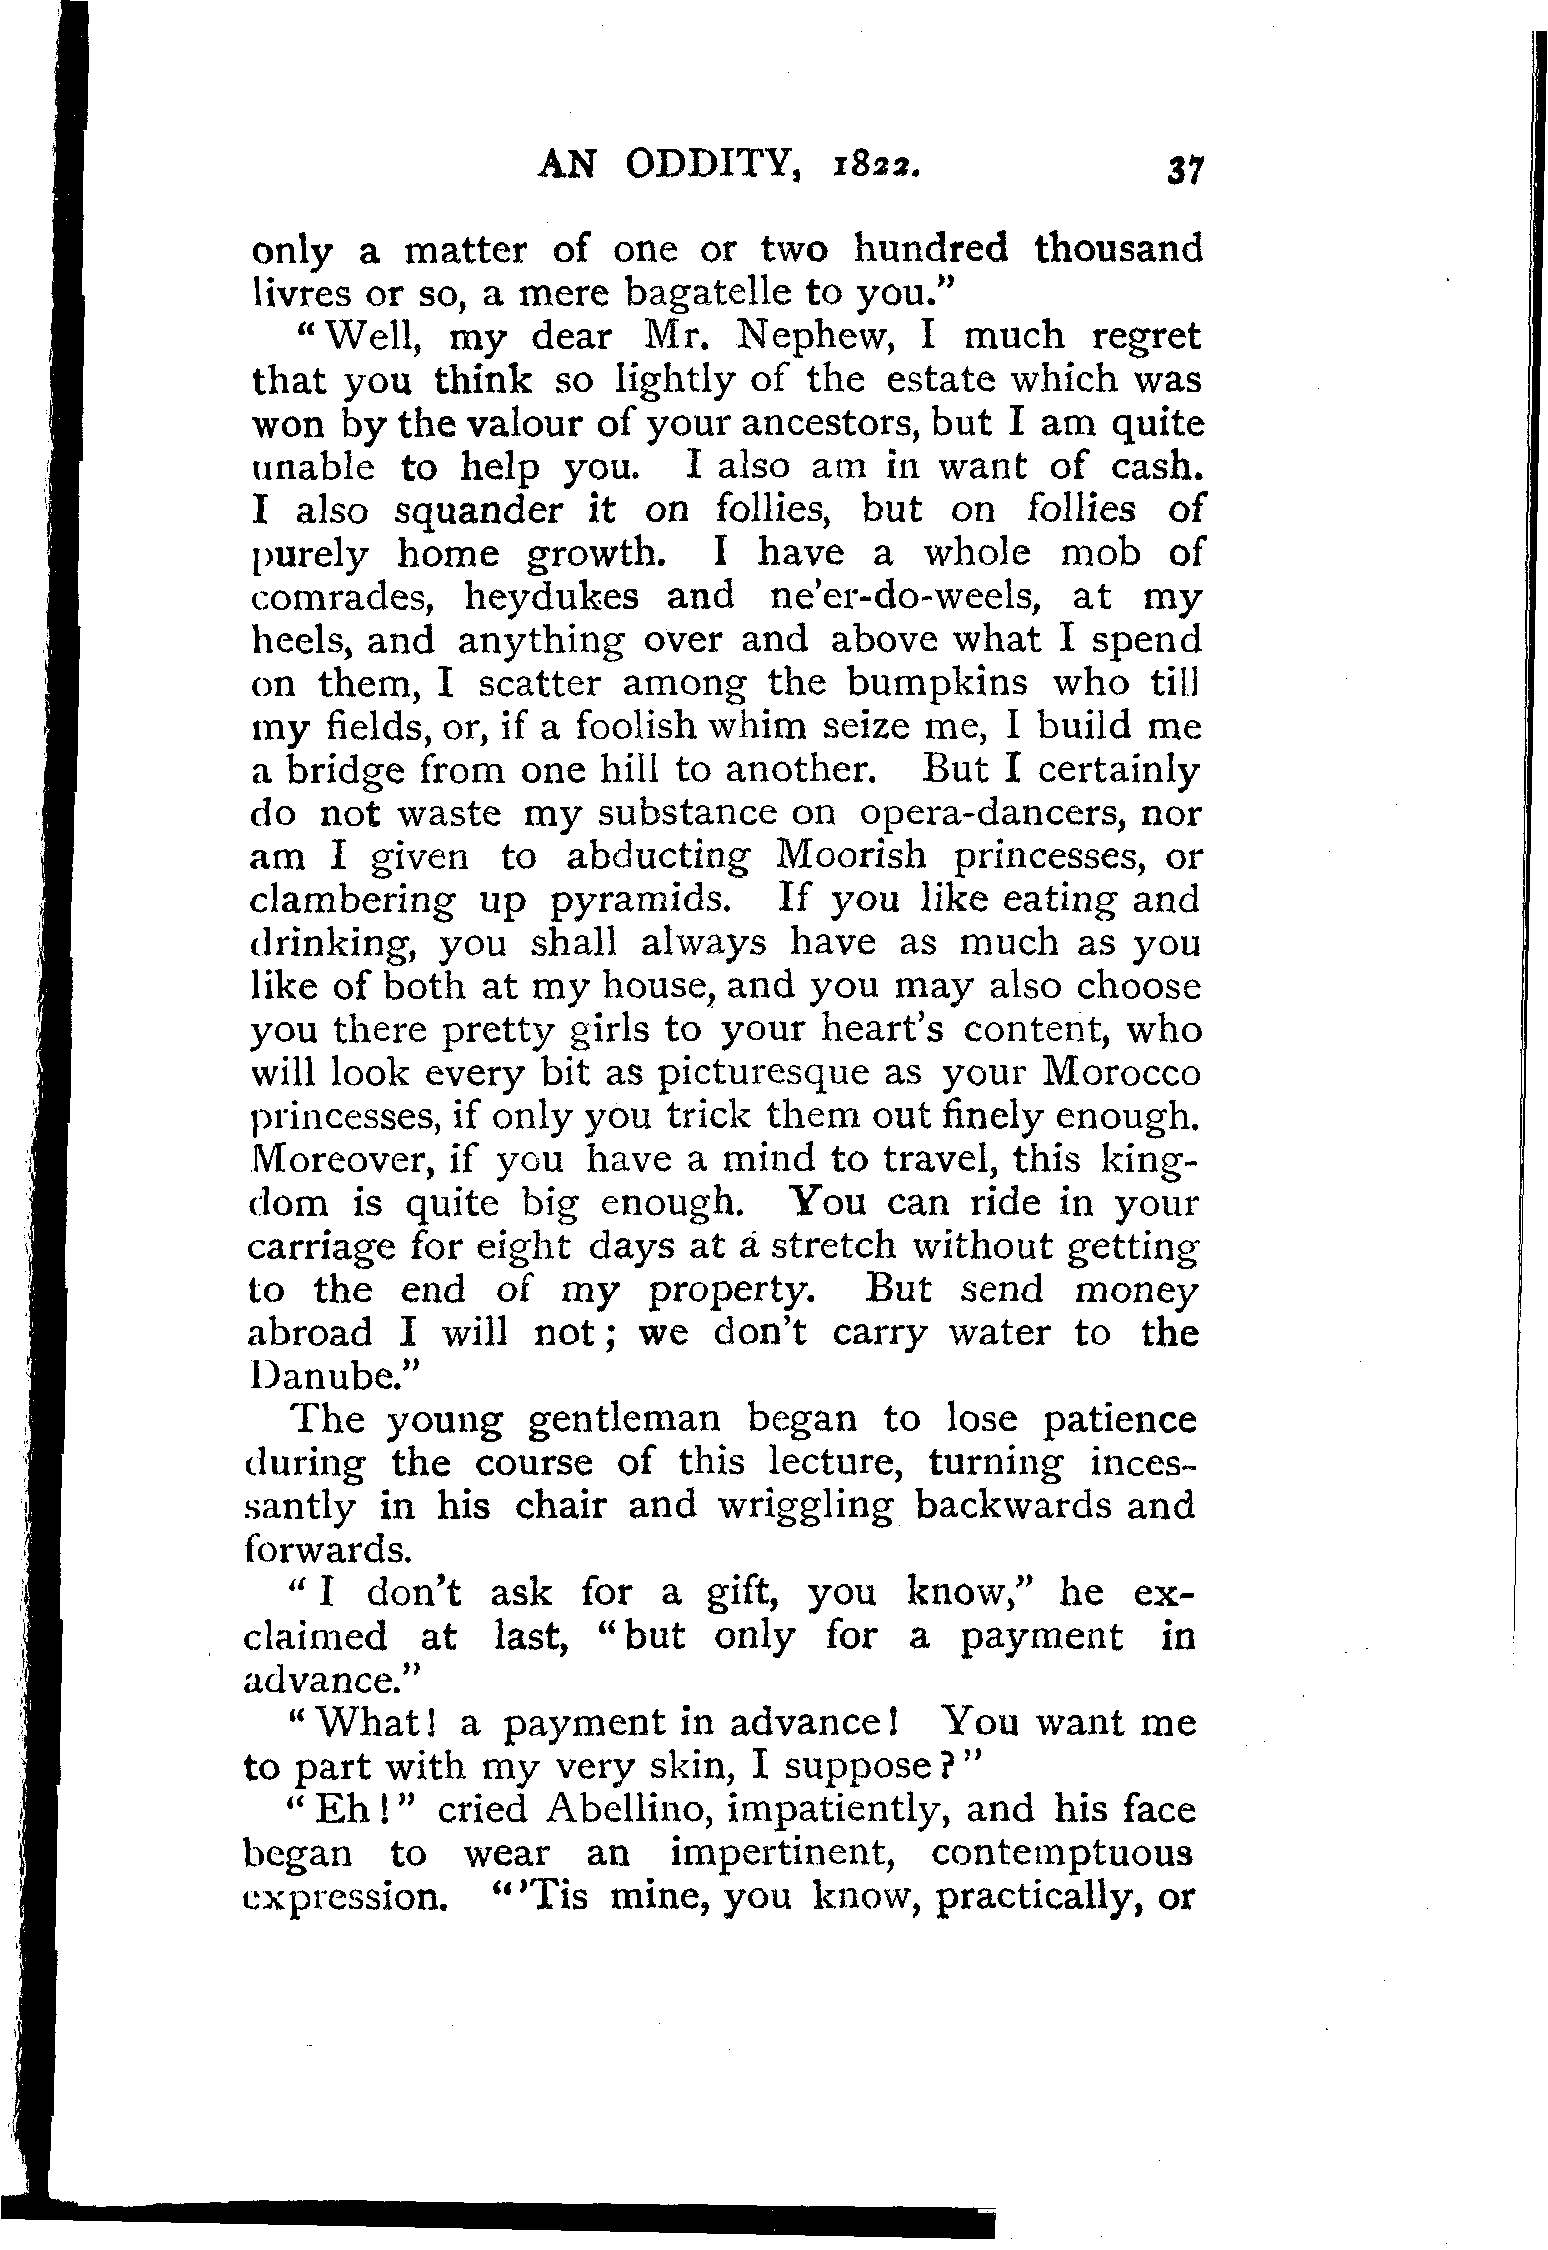 AN ODDITY, 1822. 37
only a matter of one or two hundred thousand
livres or so, a mere bagatelle to you."
"Well, my dear Mr. Nephew, I much regret
that you think so lightly of the estate which was
won by the valour of your ancestors, but I am quite
unable to help you. I also am in want of cash.
I also squander it on follies, but on follies of
purely home growth. I have a whole mob of
comrades, heydukes and ne'er-do-weels, at my
heels, and anything over and above what I spend
on them, I scatter among the bumpkins who till
my fields, or, if a foolish whim seize me, I build me
a bridge from one hill to another. But I certainly
do not waste my substance on opera-dancers, nor
am I given to abducting Moorish princesses, or
clambering up pyramids. If you like eating and
drinking, you shall always have as much as you
like of both at my house, and you may also choose
you there pretty girls to your heart's content, who
will look every bit as picturesque as your Morocco
princesses, if only you trick them out finely enough.
Moreover, if you have a mind to travel, this king-
dom is quite big enough. You can ride in your
carriage for eight days at a stretch without getting
to the end of my property. But send money
abroad I will not; we don't carry water to the
Danube."
The young gentleman began to lose patience
during the course of this lecture, turning inces-
santly in his chair and wriggling backwards and
forwards.
"I don't ask for a gift, you know," he ex-
claimed at last, "but only for a payment in
advance."
"What! a payment in advance! You want me
to part with my very skin, I suppose?"
"Eh!" cried Abellino, impatiently, and his face
began to wear an impertinent, contemptuous
expression. "'Tis mine, you know, practically, or